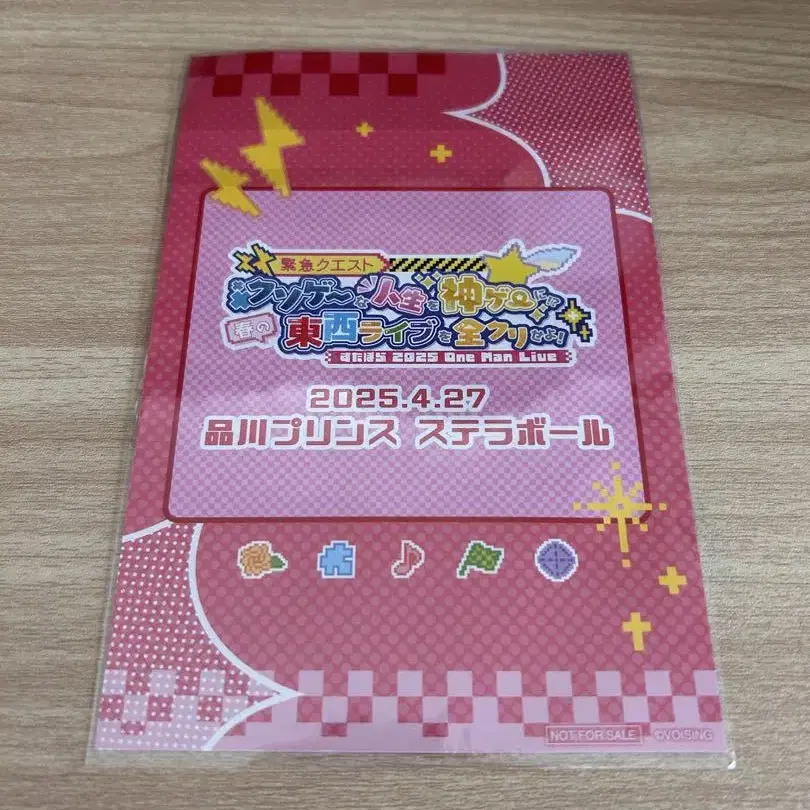 緊急クエスト
クソゲーな人生を神ゲーに
春の東西ライブを全クリせよ!
すたぽら 2025 One Man Live
2025.4.27
品川プリンス ステラボール
NOT FOR SALE ©VOISING